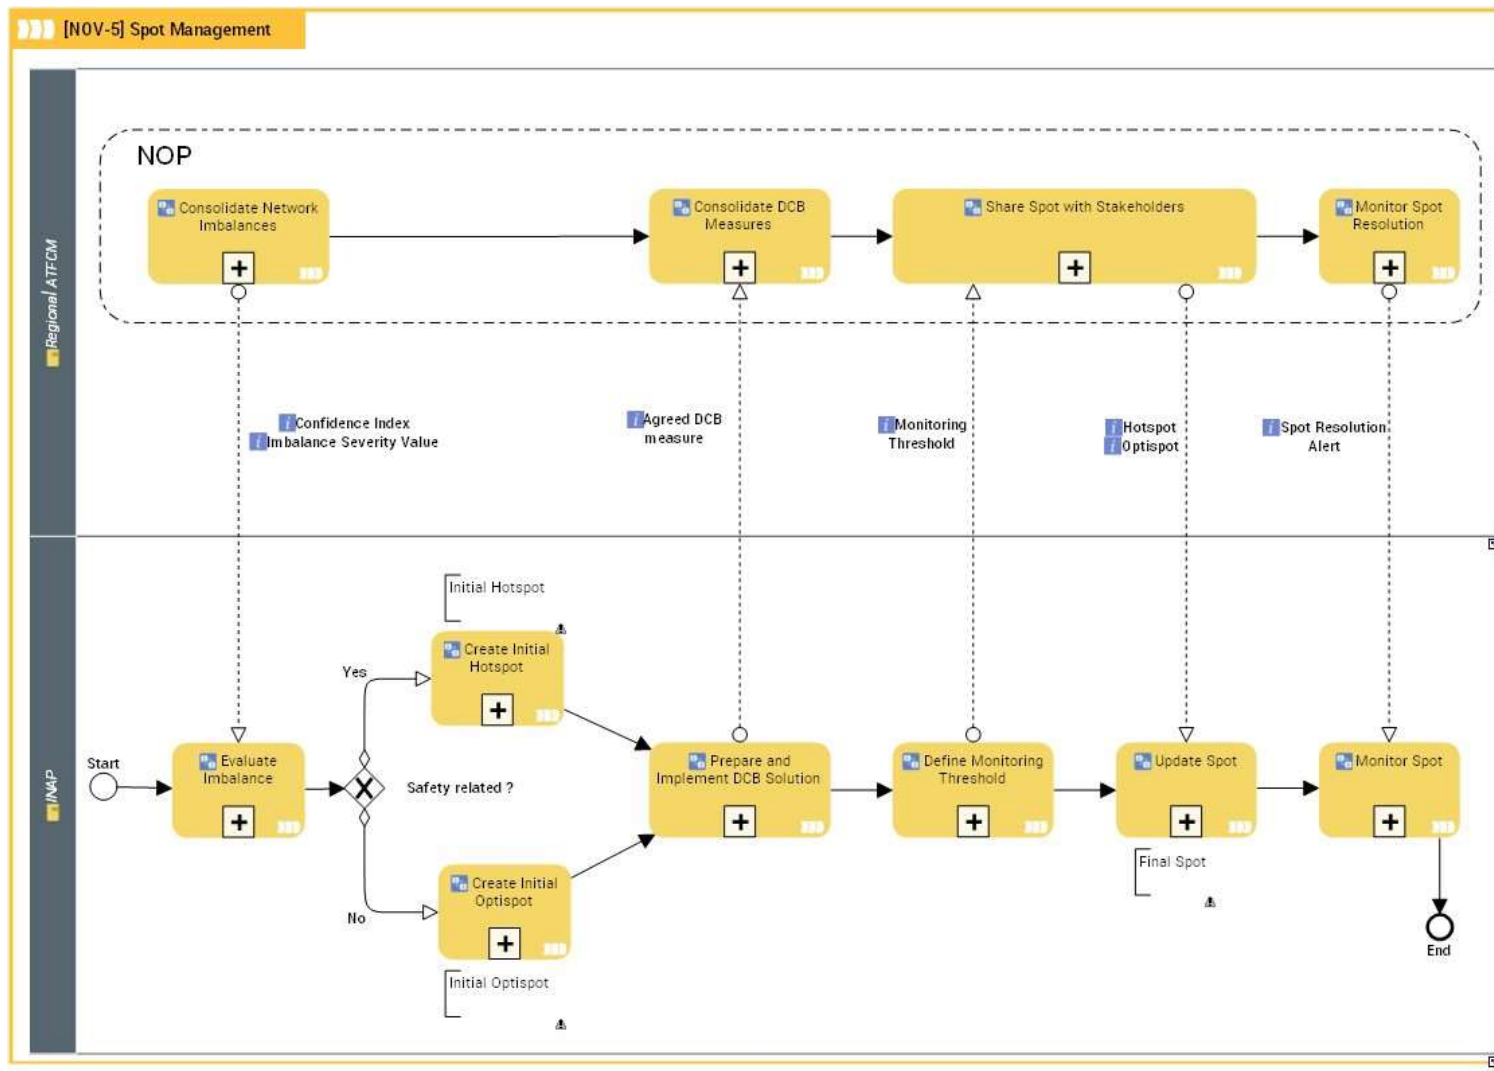 [NOV-5] Spot Management
Regional ATFCM
NOP
Consolidate Network
Imbalances
Consolidate DCB
Measures
Share Spot with Stakeholders
Monitor Spot
Resolution
Confidence Index
Imbalance Severity Value
Agreed DCB
measure
Monitoring
Threshold
Hotspot
Optispot
Spot Resolution
Alert
INAP
Initial Hotspot
Create Initial
Hotspot
Yes
Start
Evaluate
Imbalance
Safety related ?
Prepare and
Implement DCB Solution
Define Monitoring
Threshold
Update Spot
Monitor Spot
Final Spot
Create Initial
Optispot
No
End
Initial Optispot